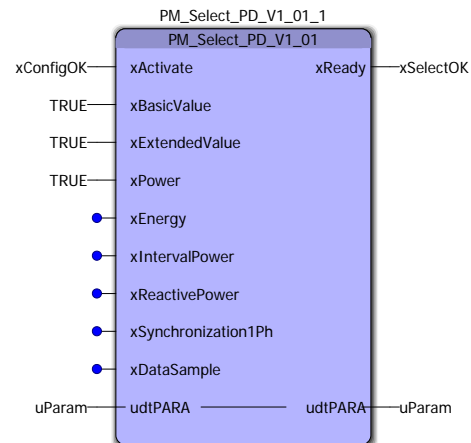 PM_Select_PD_V1_01_1
PM_Select_PD_V1_01
xConfigOK xActivate xReady xSelectOK
TRUE xBasicValue
TRUE xExtendedValue
TRUE xPower
xEnergy
xIntervalPower
xReactivePower
xSynchronization1Ph
xDataSample
uParam udtPARA udtPARA uParam